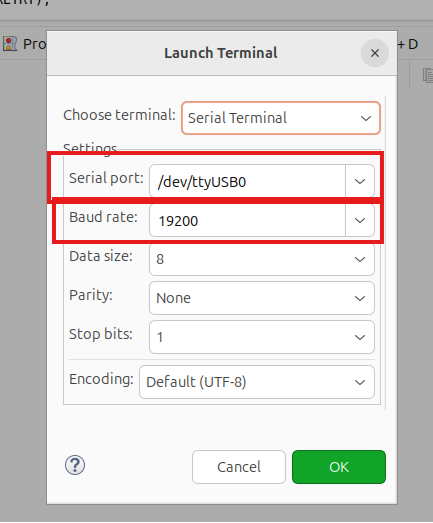 Pro
+ D
Launch Terminal
Choose terminal: Serial Terminal
Settings
Serial port: /dev/ttyUSB0
Baud rate: 19200
Data size: 8
Parity: None
Stop bits: 1
Encoding: Default (UTF-8)
Cancel OK